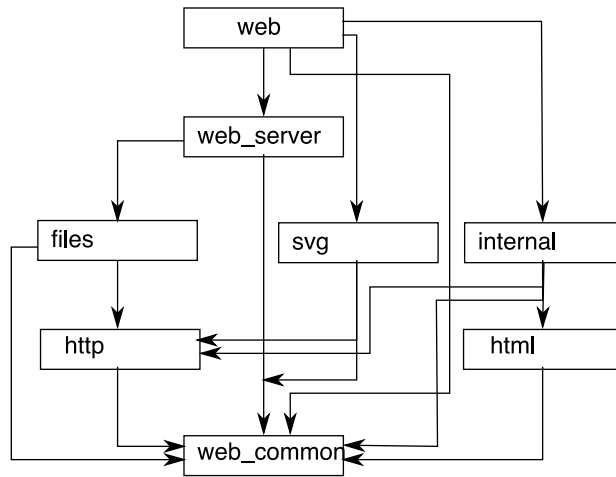 web
web_server
files
svg
internal
http
html
web_common